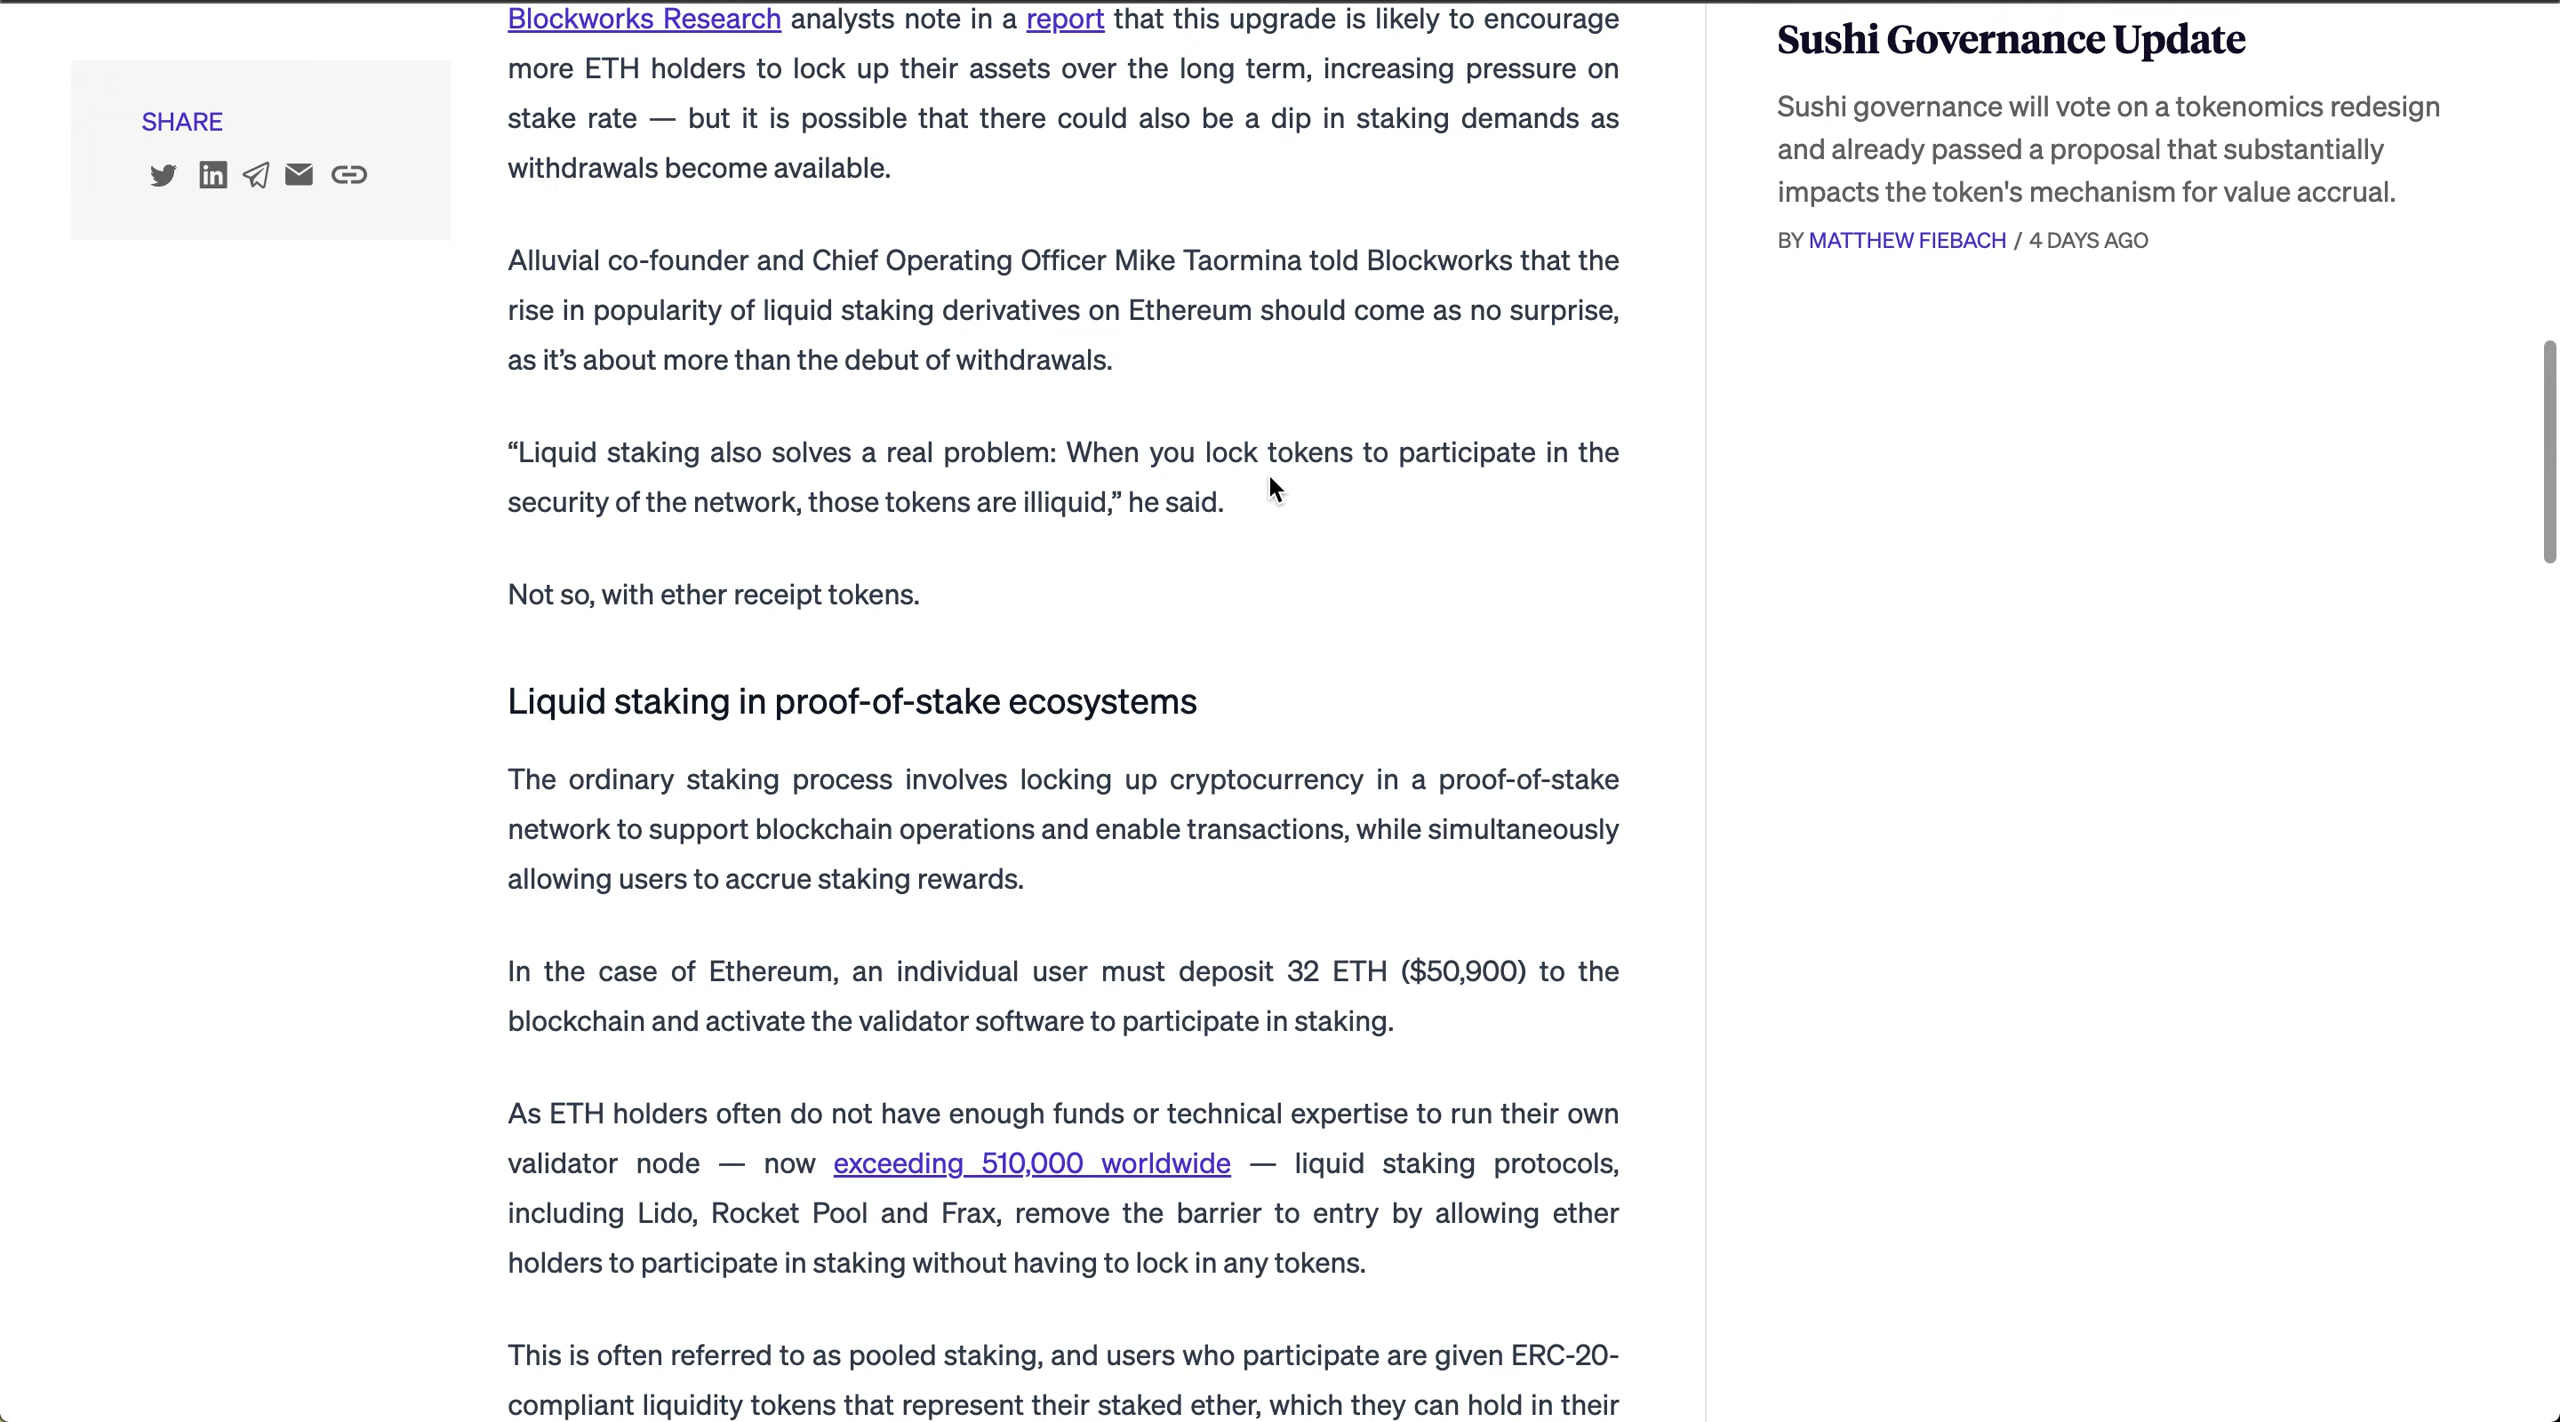 Blockworks Research analysts note in a report that this upgrade is likely to encourage
more ETH holders to lock up their assets over the long term, increasing pressure on
stake rate — but it is possible that there could also be a dip in staking demands as
withdrawals become available.
Alluvial co-founder and Chief Operating Officer Mike Taormina told Blockworks that the
rise in popularity of liquid staking derivatives on Ethereum should come as no surprise,
as it’s about more than the debut of withdrawals.
“Liquid staking also solves a real problem: When you lock tokens to participate in the
security of the network, those tokens are illiquid,” he said.
Not so, with ether receipt tokens.
Liquid staking in proof-of-stake ecosystems
The ordinary staking process involves locking up cryptocurrency in a proof-of-stake
network to support blockchain operations and enable transactions, while simultaneously
allowing users to accrue staking rewards.
In the case of Ethereum, an individual user must deposit 32 ETH ($50,900) to the
blockchain and activate the validator software to participate in staking.
As ETH holders often do not have enough funds or technical expertise to run their own
validator node — now exceeding 510,000 worldwide — liquid staking protocols,
including Lido, Rocket Pool and Frax, remove the barrier to entry by allowing ether
holders to participate in staking without having to lock in any tokens.
This is often referred to as pooled staking, and users who participate are given ERC-20-
compliant liquidity tokens that represent their staked ether, which they can hold in their
SHARE
Sushi Governance Update
Sushi governance will vote on a tokenomics redesign
and already passed a proposal that substantially
impacts the token's mechanism for value accrual.
BY MATTHEW FIEBACH / 4 DAYS AGO